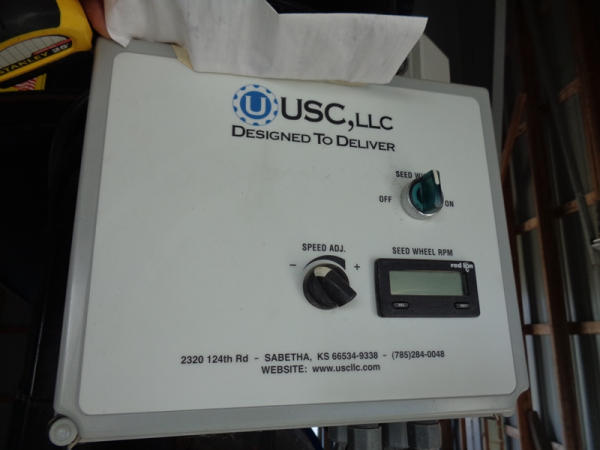 STANLEY 25'
U USC, LLC
DESIGNED TO DELIVER
SEED
OFF ON
SPEED ADJ.
SEED WHEEL RPM
- +
red lion
2320 124th Rd - SABETHA, KS 66534-9338 - (785)284-0048
WEBSITE: www.uscllc.com